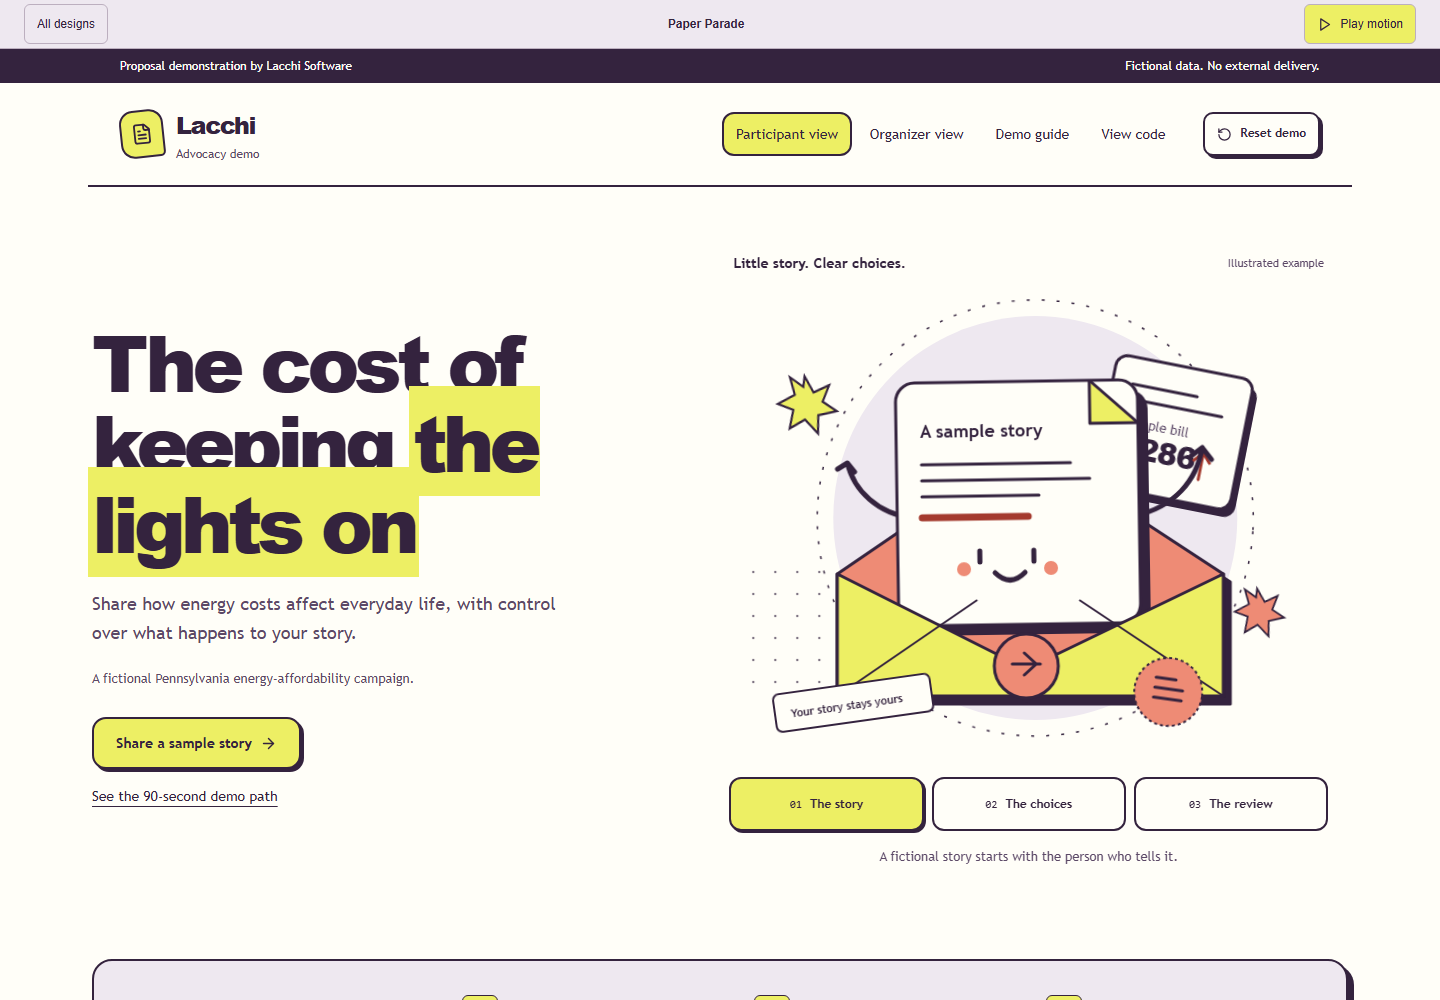 All designs
Paper Parade
Play motion
Proposal demonstration by Lacchi Software
Fictional data. No external delivery.
Lacchi
Advocacy demo
Participant view
Organizer view
Demo guide
View code
Reset demo
The cost of
keeping the
lights on
Share how energy costs affect everyday life, with control
over what happens to your story.
A fictional Pennsylvania energy-affordability campaign.
Share a sample story
See the 90-second demo path
Little story. Clear choices.
Illustrated example
A sample story
ple bill
286
Your story stays yours
01 The story
02 The choices
03 The review
A fictional story starts with the person who tells it.